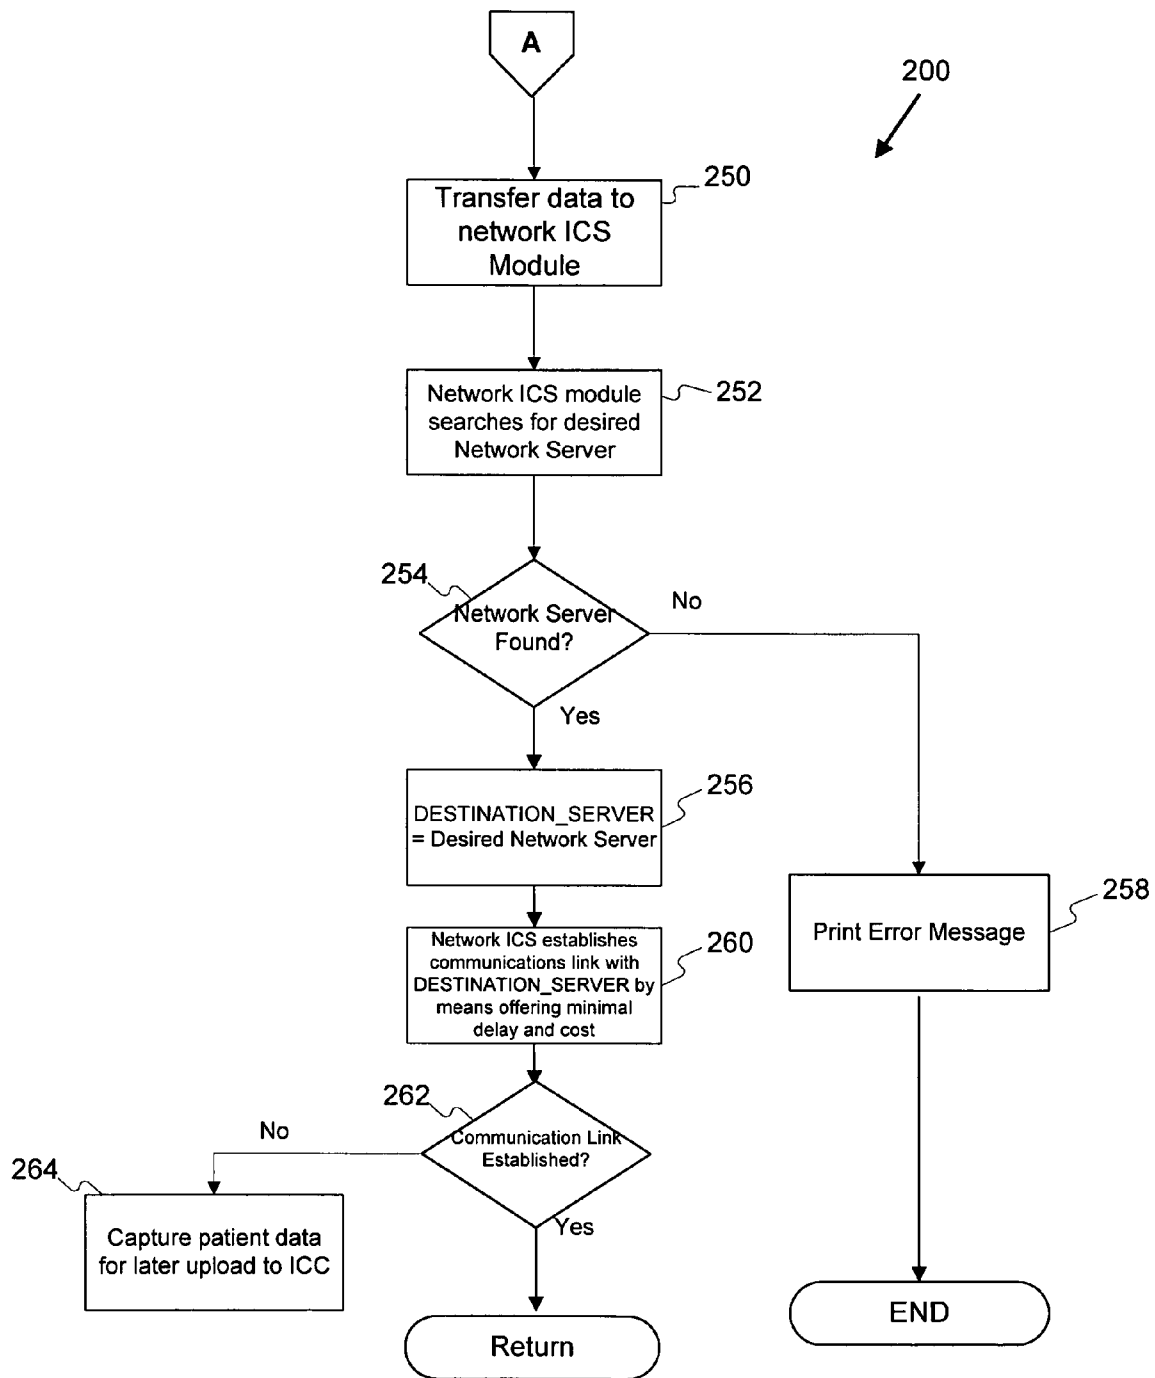 A
200
250
Transfer data to
network ICS
Module
252
Network ICS module
searches for desired
Network Server
254
Network Server
Found?
No
Yes
256
DESTINATION_SERVER
= Desired Network Server
258
Print Error Message
260
Network ICS establishes
communications link with
DESTINATION_SERVER by
means offering minimal
delay and cost
262
Communication Link
Established?
No
264
Capture patient data
for later upload to ICC
Yes
Return
END